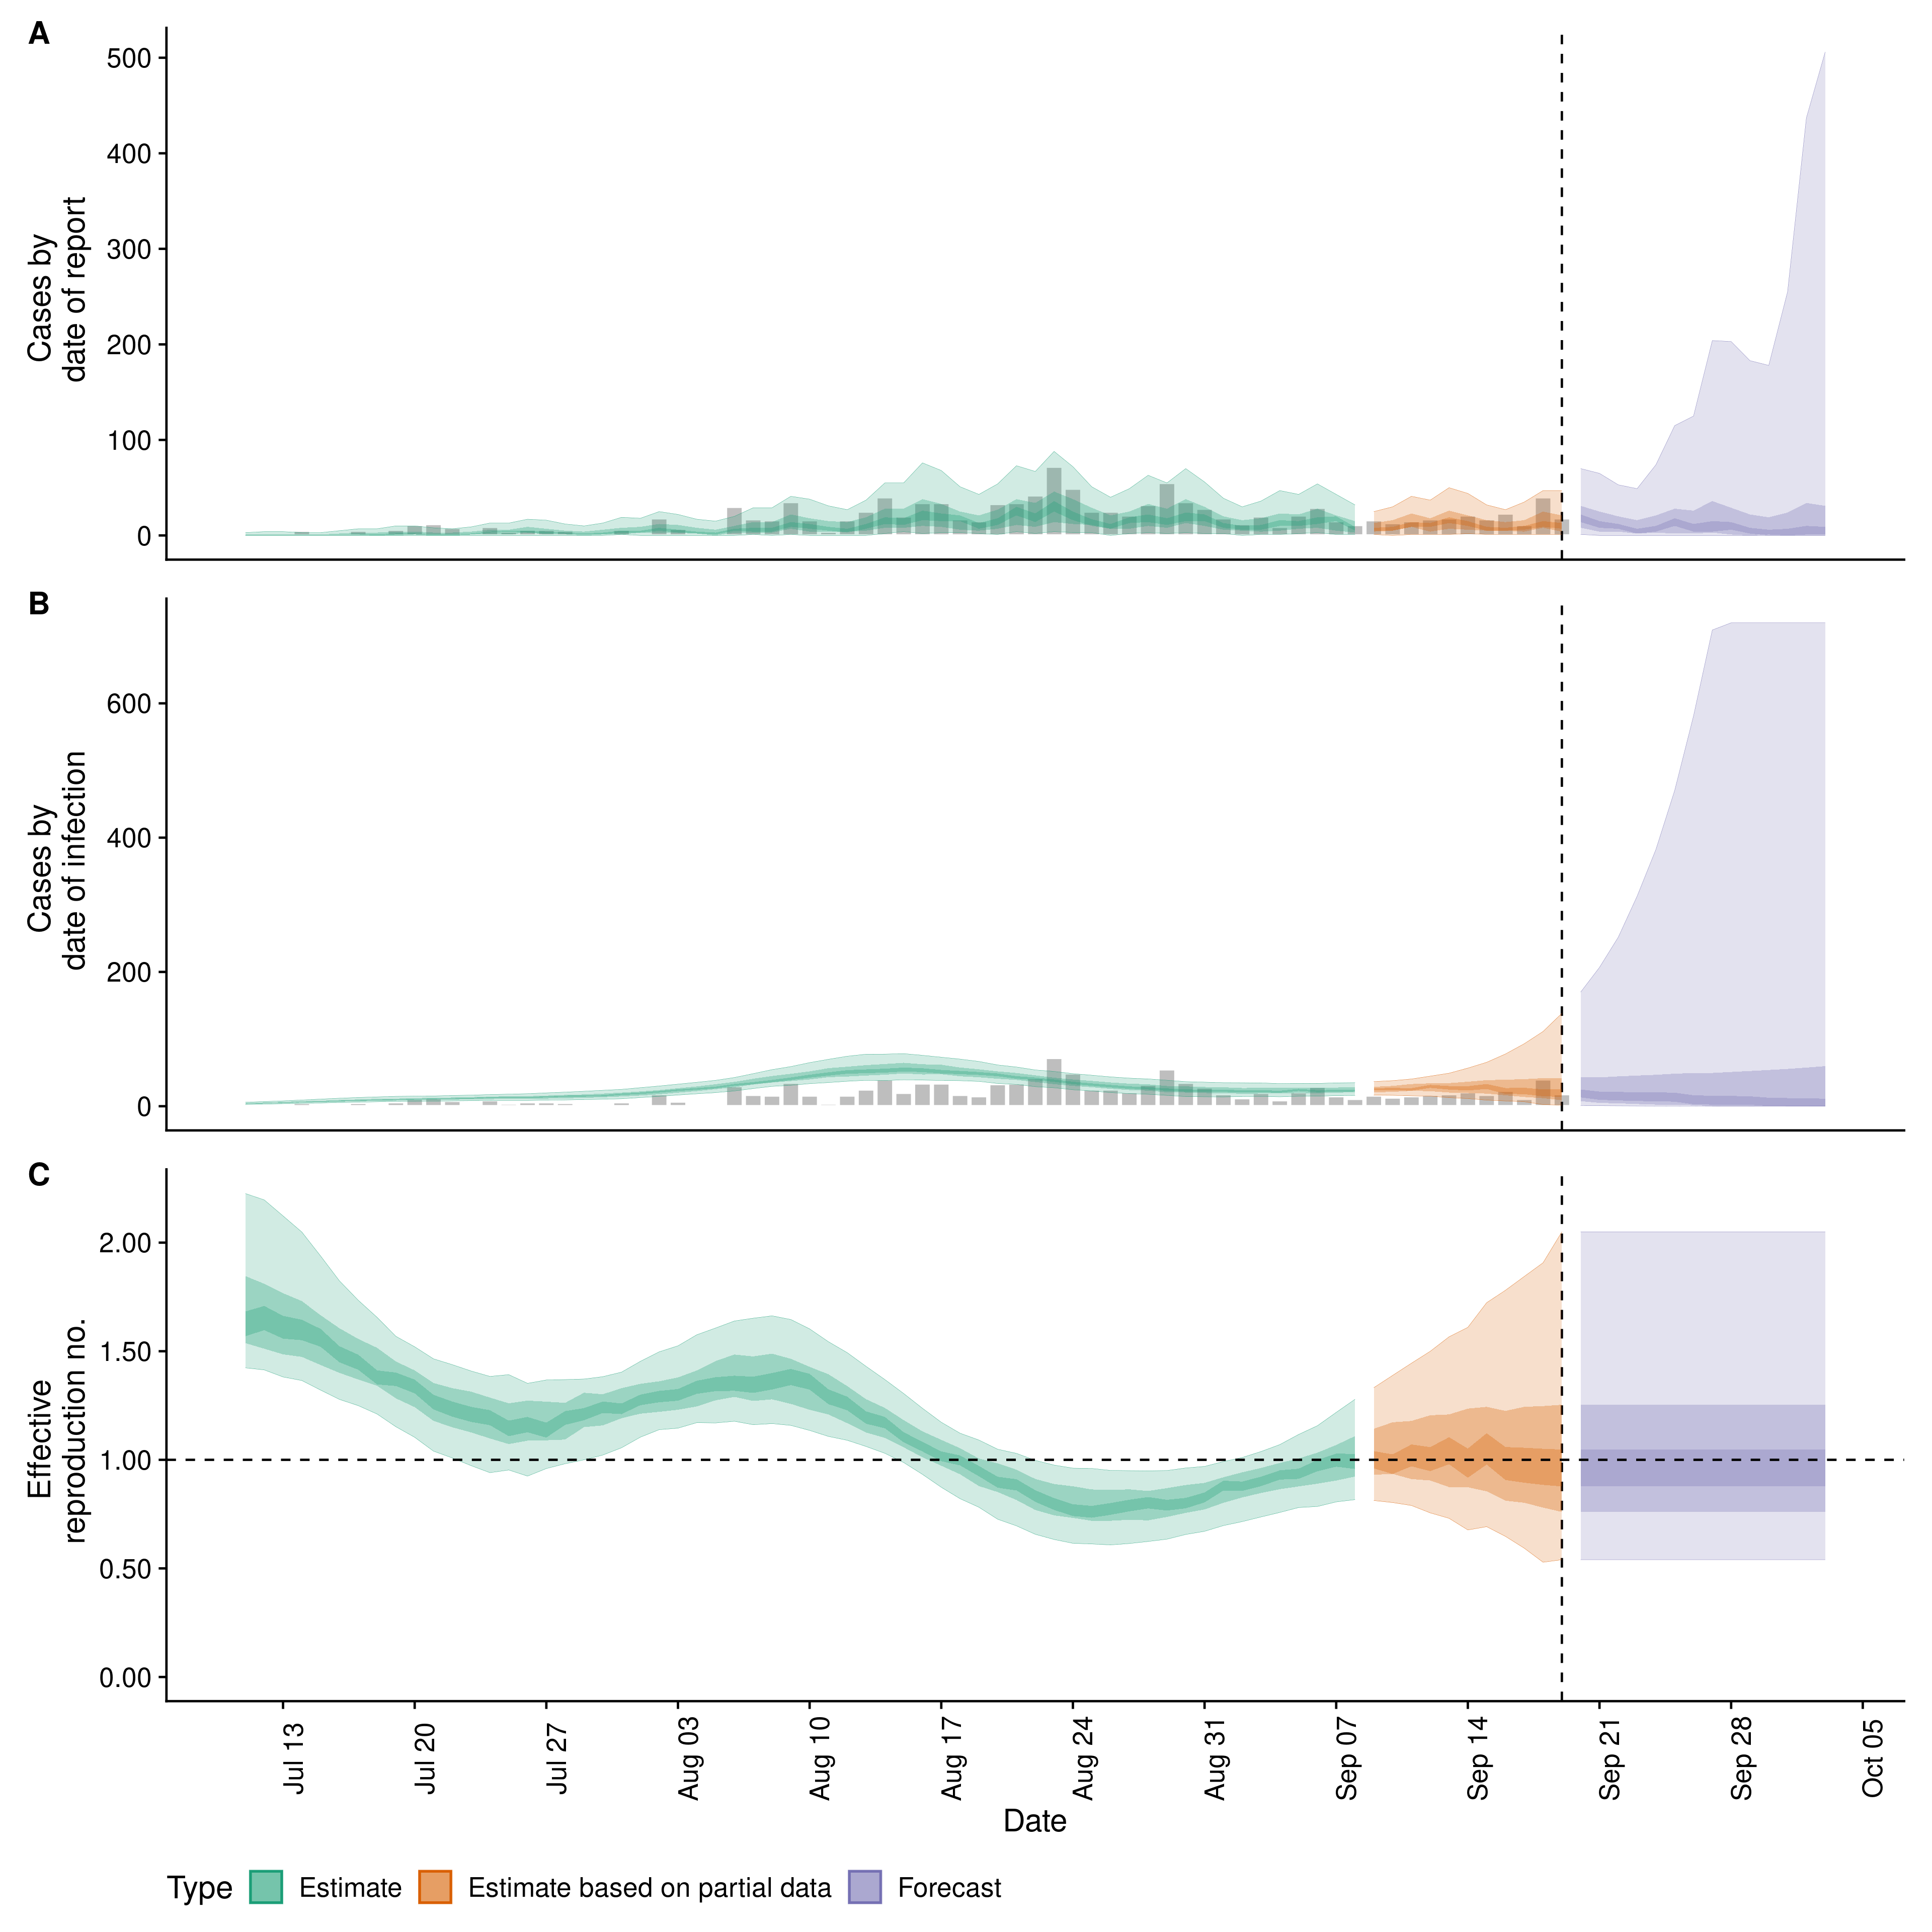 A
500
400
300
200
100
0
Cases by
date of report
B
600
400
200
0
Cases by
date of infection
C
2.00
1.50
1.00
0.50
0.00
Effective
reproduction no.
Jul 13
Jul 20
Jul 27
Aug 03
Aug 10
Aug 17
Aug 24
Aug 31
Sep 07
Sep 14
Sep 21
Sep 28
Oct 05
Date
Type Estimate Estimate based on partial data Forecast